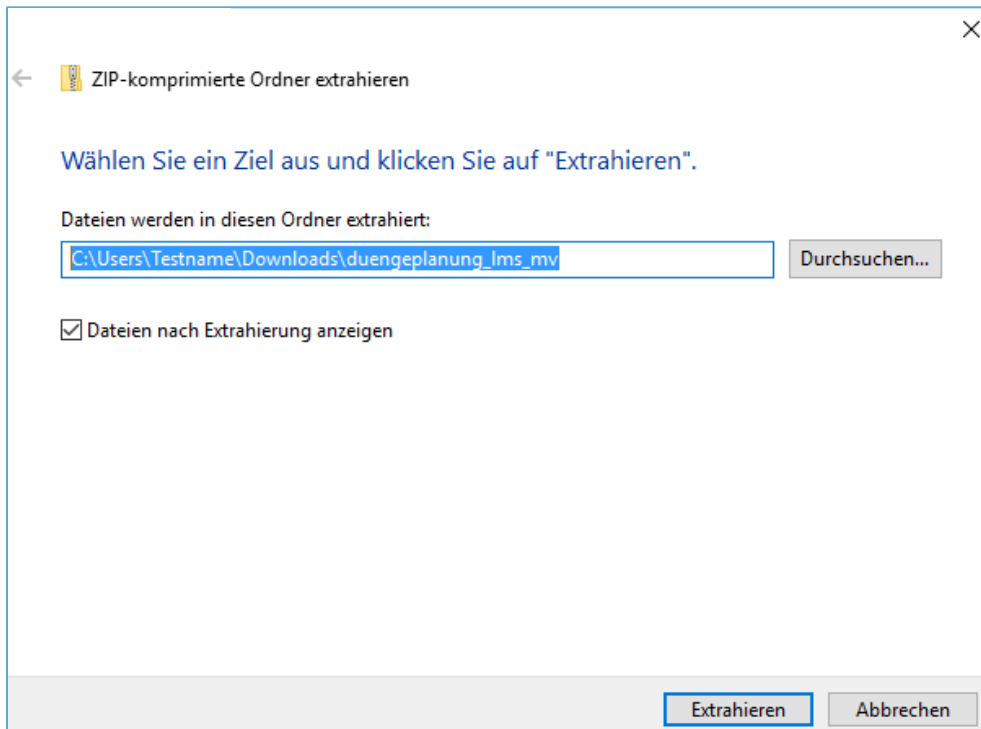 ZIP-komprimierte Ordner extrahieren
Wählen Sie ein Ziel aus und klicken Sie auf "Extrahieren".
Dateien werden in diesen Ordner extrahiert:
C:\Users\Testname\Downloads\duengeplanung_lms_mv
Durchsuchen...
Dateien nach Extrahierung anzeigen
Extrahieren
Abbrechen